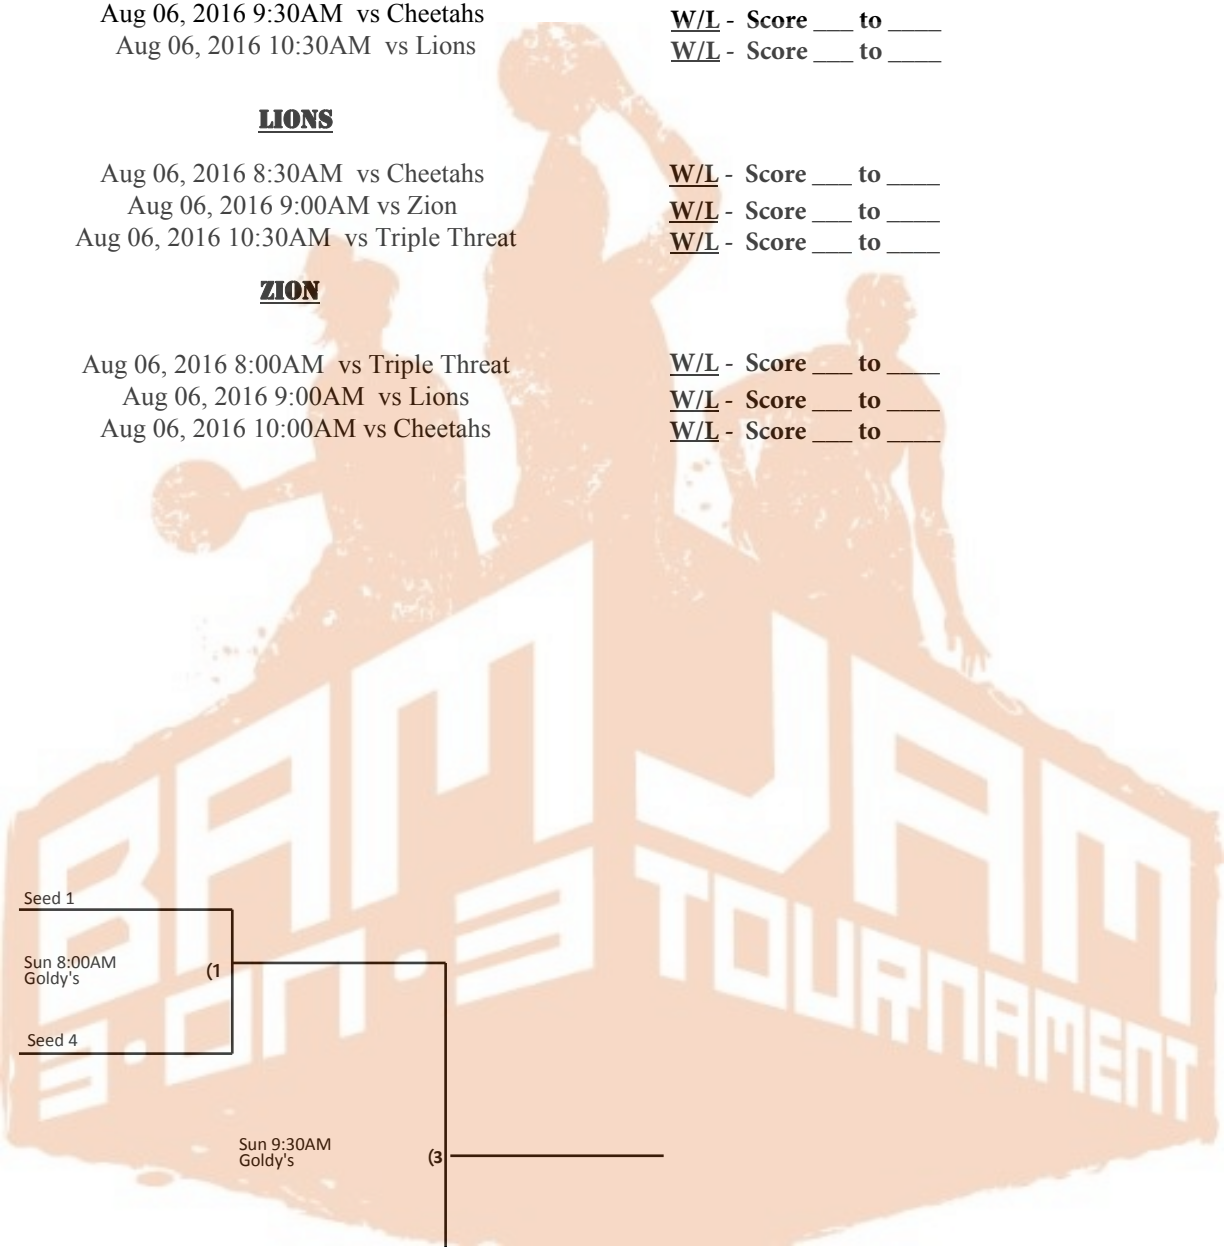 Aug 06, 2016 9:30AM vs Cheetahs W/L - Score ___ to ____
Aug 06, 2016 10:30AM vs Lions W/L - Score ___ to ____
LIONS
Aug 06, 2016 8:30AM vs Cheetahs W/L - Score ___ to ____
Aug 06, 2016 9:00AM vs Zion W/L - Score ___ to ____
Aug 06, 2016 10:30AM vs Triple Threat W/L - Score ___ to ____
ZION
Aug 06, 2016 8:00AM vs Triple Threat W/L - Score ___ to ____
Aug 06, 2016 9:00AM vs Lions W/L - Score ___ to ____
Aug 06, 2016 10:00AM vs Cheetahs W/L - Score ___ to ____
BAM JAM
3·ON·3 TOURNAMENT
Seed 1
Sun 8:00AM
Goldy's
(1
Seed 4
Sun 9:30AM
Goldy's
(3